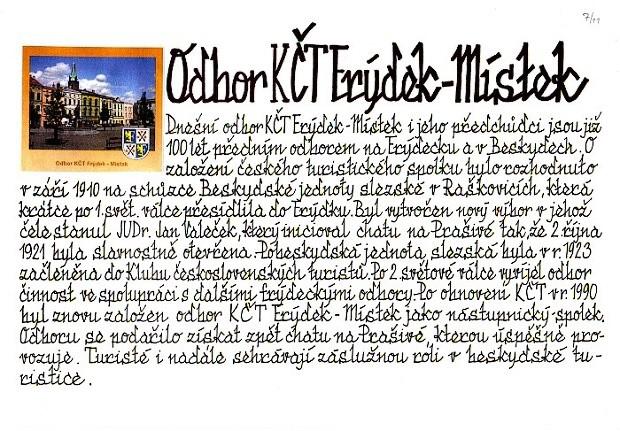 7/11
Odbor KČT Frýdek-Místek
Odbor KČT Frýdek - Místek
Dnešní odbor KČT Frýdek-Místek i jeho předchůdci jsou již
100 let předním odborem na Frýdecku a v Beskydech. O
založení českého turistického spolku bylo rozhodnuto
v září 1910 na schůzce Beskydské jednoty slezské v Raškovicích, která
krátce po 1. svět. válce přesídlila do Frýdku. Byl vytvořen nový výbor v jehož
čele stanul JUDr. Jan Valeček, který inicioval chatu na Prašivé tak, že 2. října
1921 byla slavnostně otevřena. Pobeskydská jednota slezská byla v r. 1923
začleněna do Klubu československých turistů. Po 2 světové válce vyvíjel odbor
činnost ve spolupráci s dalšími frýdeckými odbory. Po obnovení KČT v r. 1990
byl znovu založen odbor KČT Frýdek - Místek jako nástupnický spolek.
Odboru se podařilo získat zpět chatu na Prašivé, kterou úspěšně pro-
vozuje. Turisté i nadále sehrávají záslužnou roli v beskydské tu-
ristice.